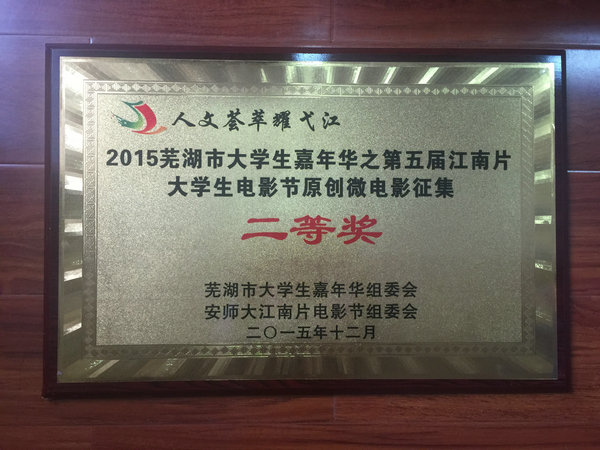 人文荟萃耀弋江
2015芜湖市大学生嘉年华之第五届江南片
大学生电影节原创微电影征集
二等奖
芜湖市大学生嘉年华组委会
安师大江南片电影节组委会
二〇一五年十二月